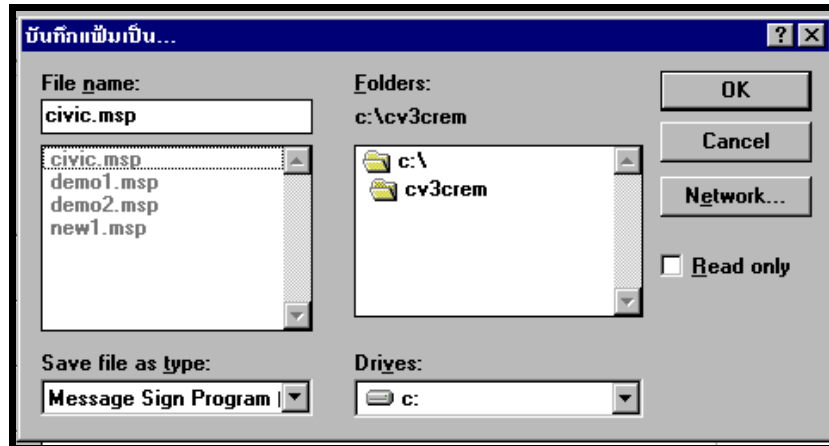 บันทึกแฟ้มเป็น...
File name:
civic.msp
civic.msp
demo1.msp
demo2.msp
new1.msp
Save file as type:
Message Sign Program (
Folders:
c:\cv3crem
c:\
cv3crem
Drives:
c:
OK
Cancel
Network...
Read only